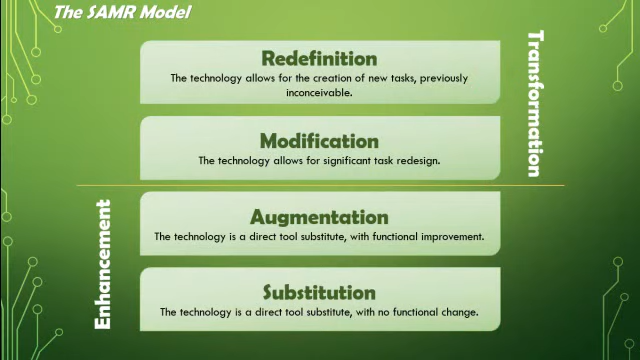 The SAMR Model
Redefinition
The technology allows for the creation of new tasks, previously
inconceivable.
Transformation
Modification
The technology allows for significant task redesign.
Augmentation
The technology is a direct tool substitute, with functional improvement.
Enhancement
Substitution
The technology is a direct tool substitute, with no functional change.